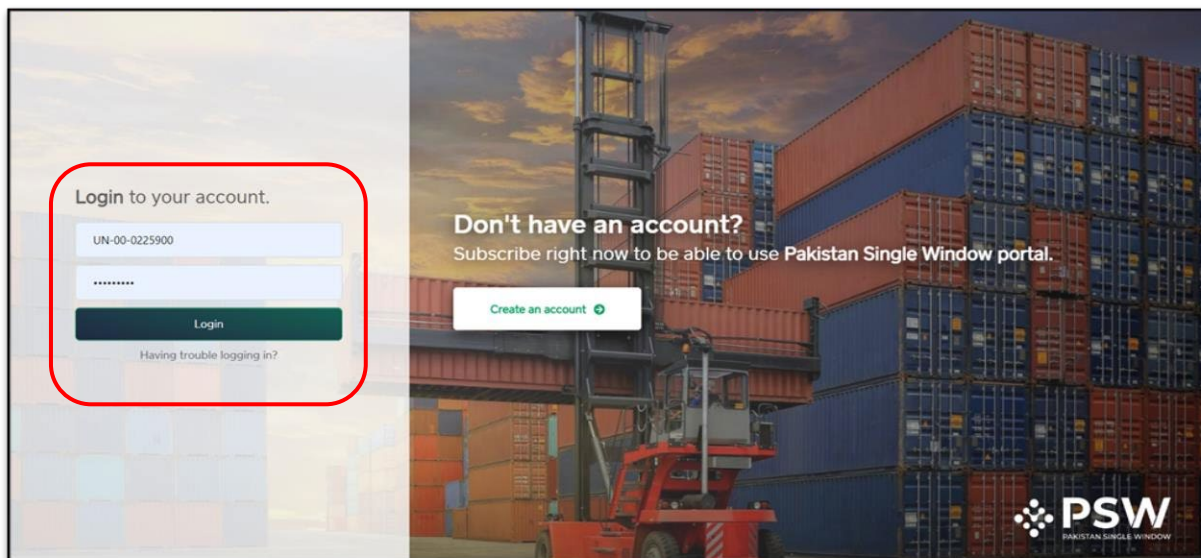 Login to your account.
UN-00-0225900
•••••••••
Login
Having trouble logging in?
Don't have an account?
Subscribe right now to be able to use Pakistan Single Window portal.
Create an account
PSW
PAKISTAN SINGLE WINDOW